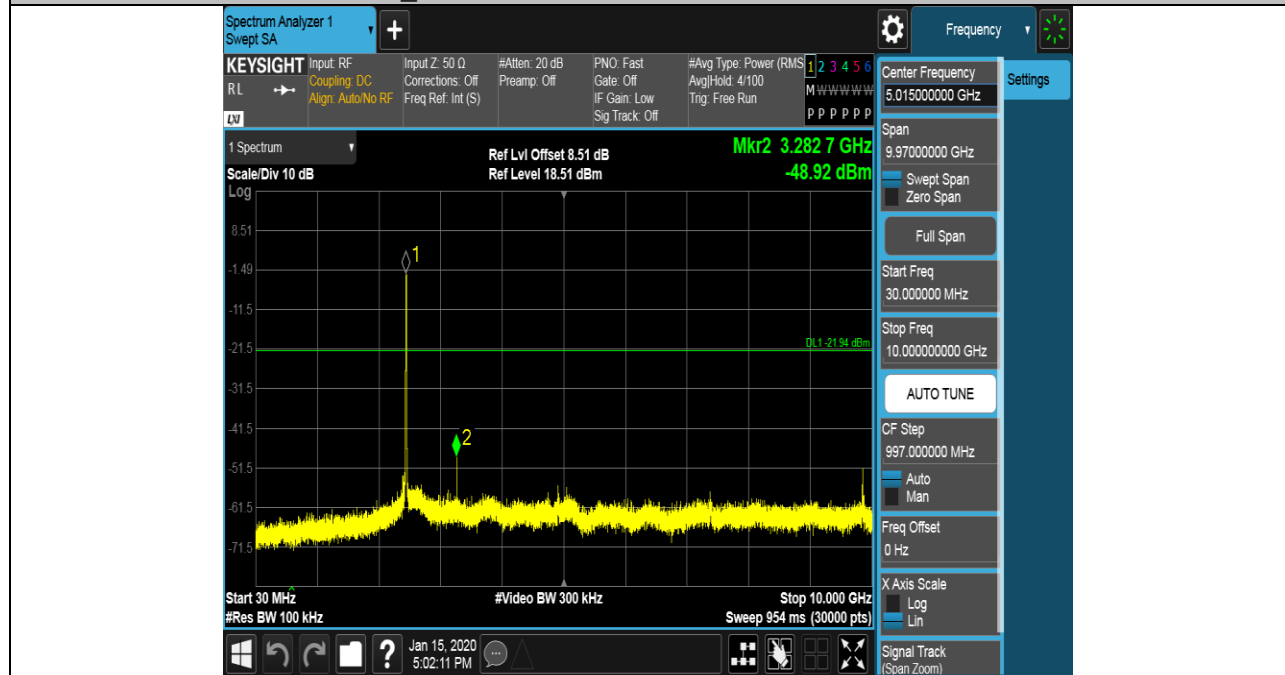 Spectrum Analyzer 1
Swept SA
+
Frequency
KEYSIGHT
RL
LXI
Input: RF
Coupling: DC
Align: Auto/No RF
Input Z: 50 Ω
Corrections: Off
Freq Ref: Int (S)
#Atten: 20 dB
Preamp: Off
PNO: Fast
Gate: Off
IF Gain: Low
Sig Track: Off
#Avg Type: Power (RMS
Avg|Hold: 4/100
Trig: Free Run
1 2 3 4 5 6
M W W W W W
P P P P P P
1 Spectrum
Scale/Div 10 dB
Log
Ref Lvl Offset 8.51 dB
Ref Level 18.51 dBm
Mkr2 3.282 7 GHz
-48.92 dBm
8.51
-1.49
-11.5
-21.5
-31.5
-41.5
-51.5
-61.5
-71.5
1
2
DL1 -21.94 dBm
Start 30 MHz
#Res BW 100 kHz
#Video BW 300 kHz
Stop 10.000 GHz
Sweep 954 ms (30000 pts)
?
Jan 15, 2020
5:02:11 PM
Center Frequency
5.015000000 GHz
Span
9.97000000 GHz
Swept Span
Zero Span
Full Span
Start Freq
30.000000 MHz
Stop Freq
10.000000000 GHz
AUTO TUNE
CF Step
997.000000 MHz
Auto
Man
Freq Offset
0 Hz
X Axis Scale
Log
Lin
Signal Track
(Span Zoom)
Settings